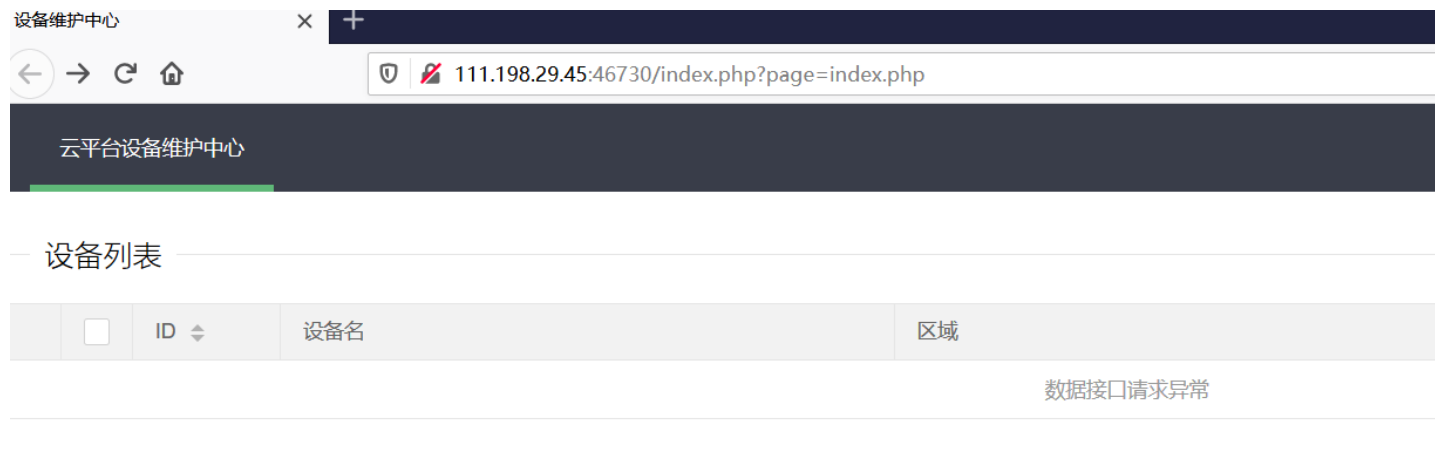 设备维护中心
111.198.29.45:46730/index.php?page=index.php
云平台设备维护中心
设备列表
ID 设备名 区域
数据接口请求异常